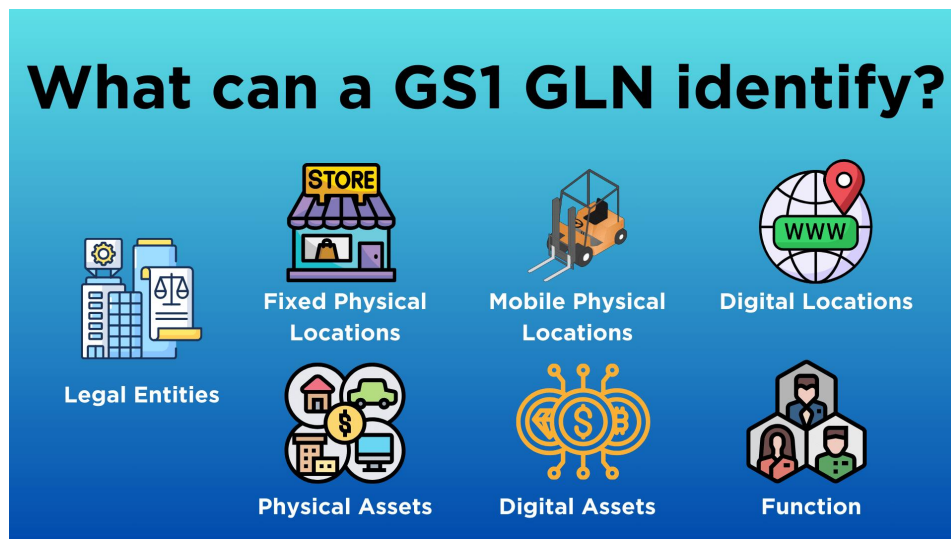 What can a GS1 GLN identify?
STORE
WWW
Fixed Physical
Locations
Mobile Physical
Locations
Digital Locations
Legal Entities
$
$
Physical Assets
Digital Assets
Function